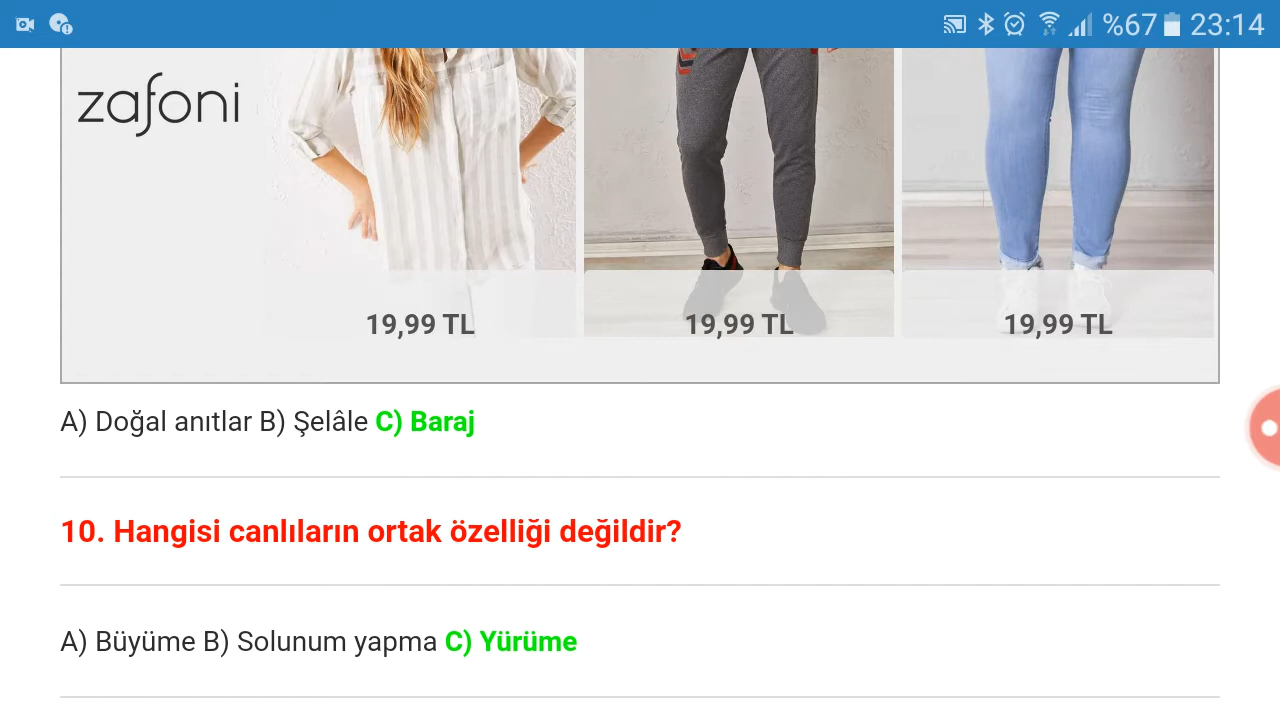 %67 23:14
zafoni
19,99 TL 19,99 TL 19,99 TL
A) Doğal anıtlar B) Şelâle C) Baraj
10. Hangisi canlıların ortak özelliği değildir?
A) Büyüme B) Solunum yapma C) Yürüme